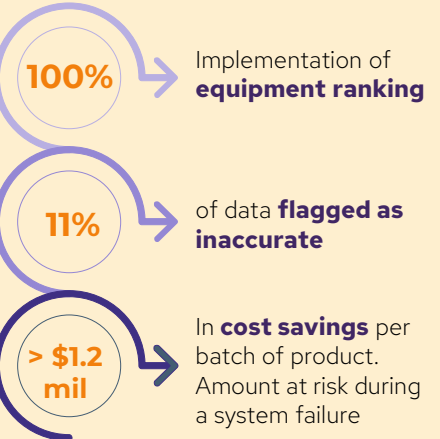 100%
Implementation of
equipment ranking
11%
of data flagged as
inaccurate
> $1.2
mil
In cost savings per
batch of product.
Amount at risk during
a system failure